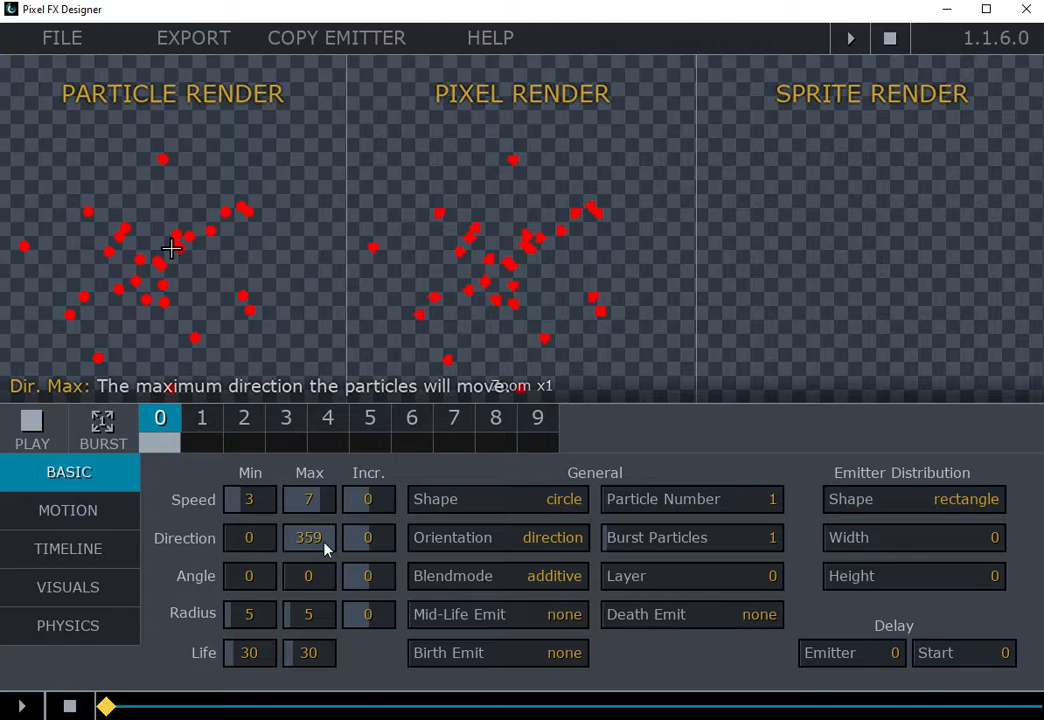 Pixel FX Designer
FILE EXPORT COPY EMITTER HELP 1.1.6.0
PARTICLE RENDER PIXEL RENDER SPRITE RENDER
Dir. Max: The maximum direction the particles will move. Zoom x1
0 1 2 3 4 5 6 7 8 9
PLAY BURST
BASIC
MOTION
TIMELINE
VISUALS
PHYSICS
Min Max Incr. General Emitter Distribution
Speed 3 7 0 Shape circle Particle Number 1 Shape rectangle
Direction 0 359 0 Orientation direction Burst Particles 1 Width 0
Angle 0 0 0 Blendmode additive Layer 0 Height 0
Radius 5 5 0 Mid-Life Emit none Death Emit none
Delay
Life 30 30 Birth Emit none Emitter 0 Start 0